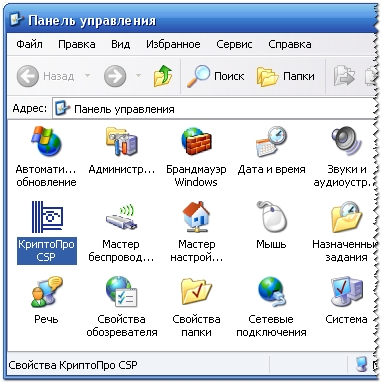 Панель управления
Файл Правка Вид Избранное Сервис Справка
Назад Поиск Папки
Адрес: Панель управления
Автомати... обновление
Администр...
Брандмауэр Windows
Дата и время
Звуки и аудиоустр...
КриптоПро CSP
Мастер беспровод...
Мастер настрой...
Мышь
Назначенные задания
Речь
Свойства обозревателя
Свойства папки
Сетевые подключения
Система
Свойства КриптоПро CSP